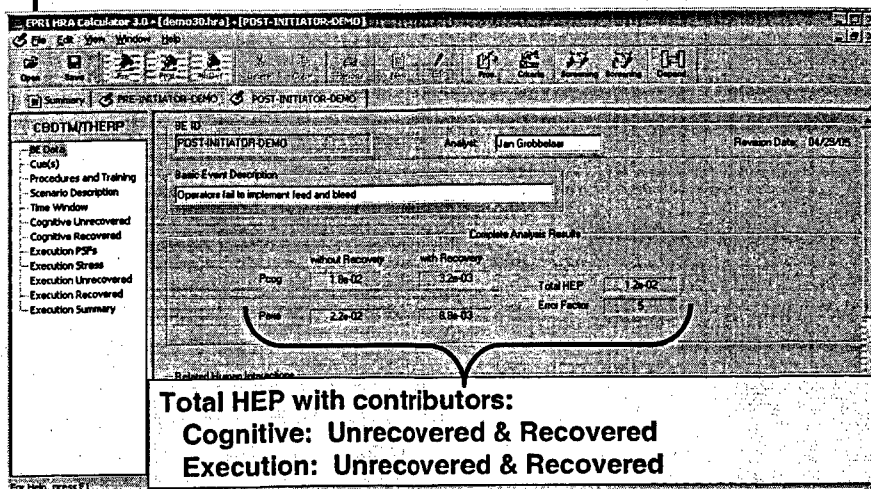 EPRI HRA Calculator 3.0 - [demo30.hra] - [POST-INITIATOR-DEMO]
File Edit View Window Help
Open Save Screening Screening Depend
Summary PRE-INITIATOR-DEMO POST-INITIATOR-DEMO
CBDTM/THERP
BE Data
Cue(s)
Procedures and Training
Scenario Description
Time Window
Cognitive Unrecovered
Cognitive Recovered
Execution PSFs
Execution Stress
Execution Unrecovered
Execution Recovered
Execution Summary
BE ID
POST-INITIATOR-DEMO Analyst: Jan Grobbelaar Revision Date: 04/29/05
Basic Event Description
Operators fail to implement feed and bleed
Complete Analysis Results
without Recovery with Recovery
Pcog 1.8e-02 3.2e-03 Total HEP 1.2e-02
Pexe 2.2e-02 8.8e-03 Error Factor 5
Related Human Interactions
Total HEP with contributors:
Cognitive: Unrecovered & Recovered
Execution: Unrecovered & Recovered
For Help, press F1